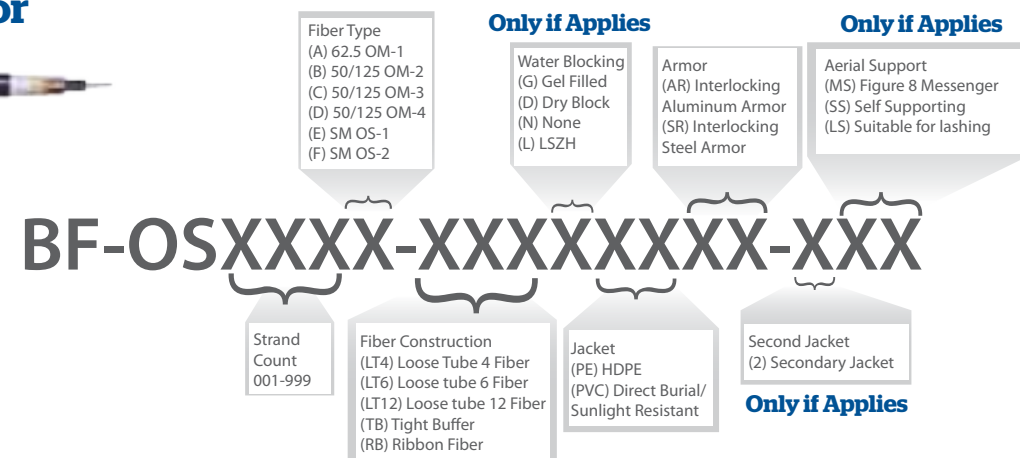 or
Fiber Type
(A) 62.5 OM-1
(B) 50/125 OM-2
(C) 50/125 OM-3
(D) 50/125 OM-4
(E) SM OS-1
(F) SM OS-2
Only if Applies
Water Blocking
(G) Gel Filled
(D) Dry Block
(N) None
(L) LSZH
Armor
(AR) Interlocking
Aluminum Armor
(SR) Interlocking
Steel Armor
Only if Applies
Aerial Support
(MS) Figure 8 Messenger
(SS) Self Supporting
(LS) Suitable for lashing
BF-OSXXXX-XXXXXXXX-XXX
Strand
Count
001-999
Fiber Construction
(LT4) Loose Tube 4 Fiber
(LT6) Loose tube 6 Fiber
(LT12) Loose tube 12 Fiber
(TB) Tight Buffer
(RB) Ribbon Fiber
Jacket
(PE) HDPE
(PVC) Direct Burial/
Sunlight Resistant
Second Jacket
(2) Secondary Jacket
Only if Applies